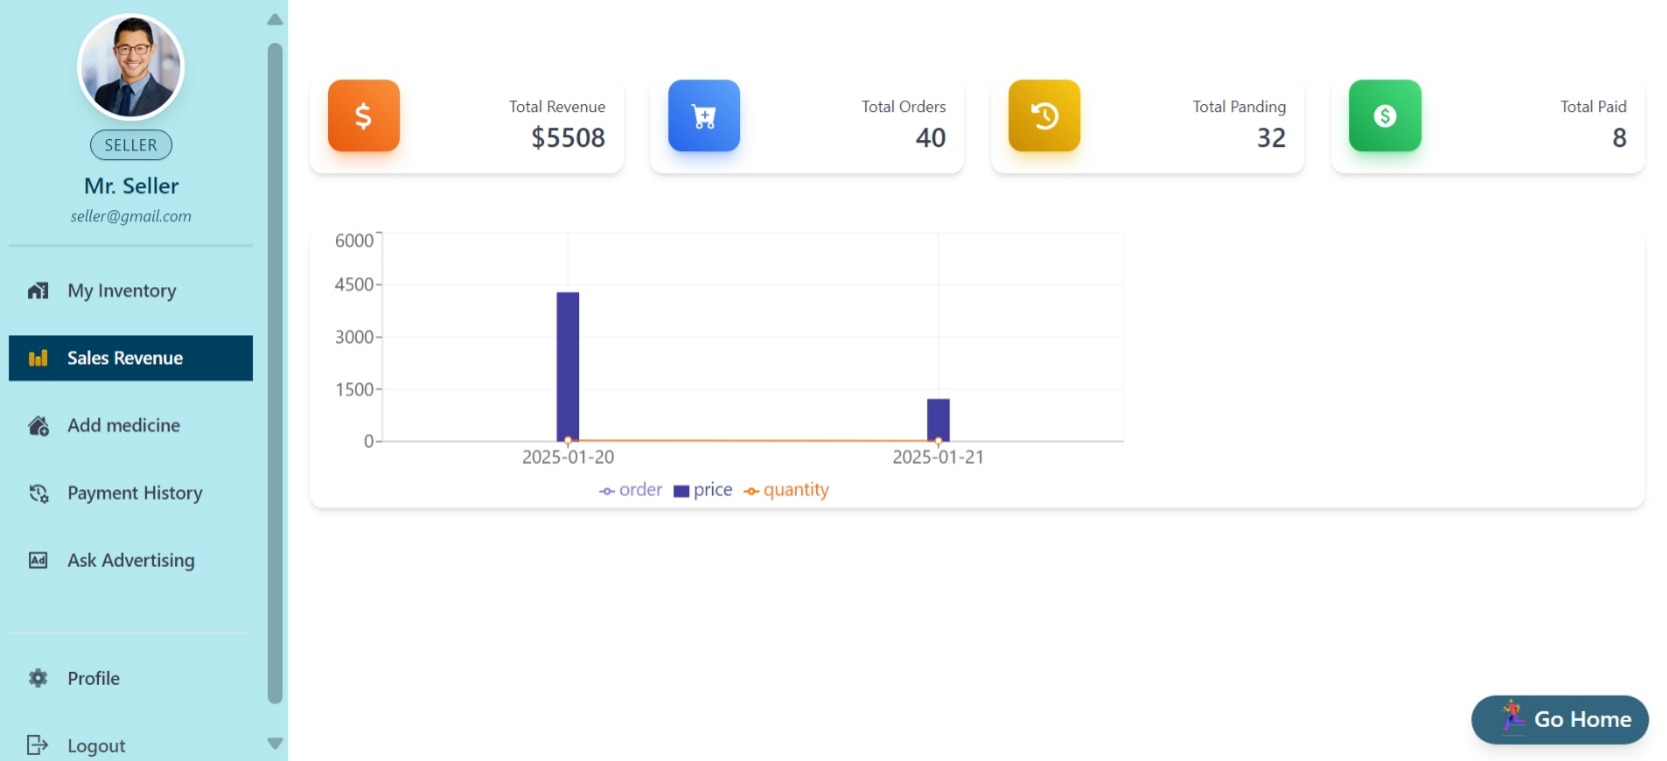 SELLER
Mr. Seller
seller@gmail.com
My Inventory
Sales Revenue
Add medicine
Payment History
Ad Ask Advertising
Profile
Logout
Total Revenue
$5508
Total Orders
40
Total Panding
32
Total Paid
8
6000
4500
3000
1500
0
2025-01-20 2025-01-21
order price quantity
Go Home